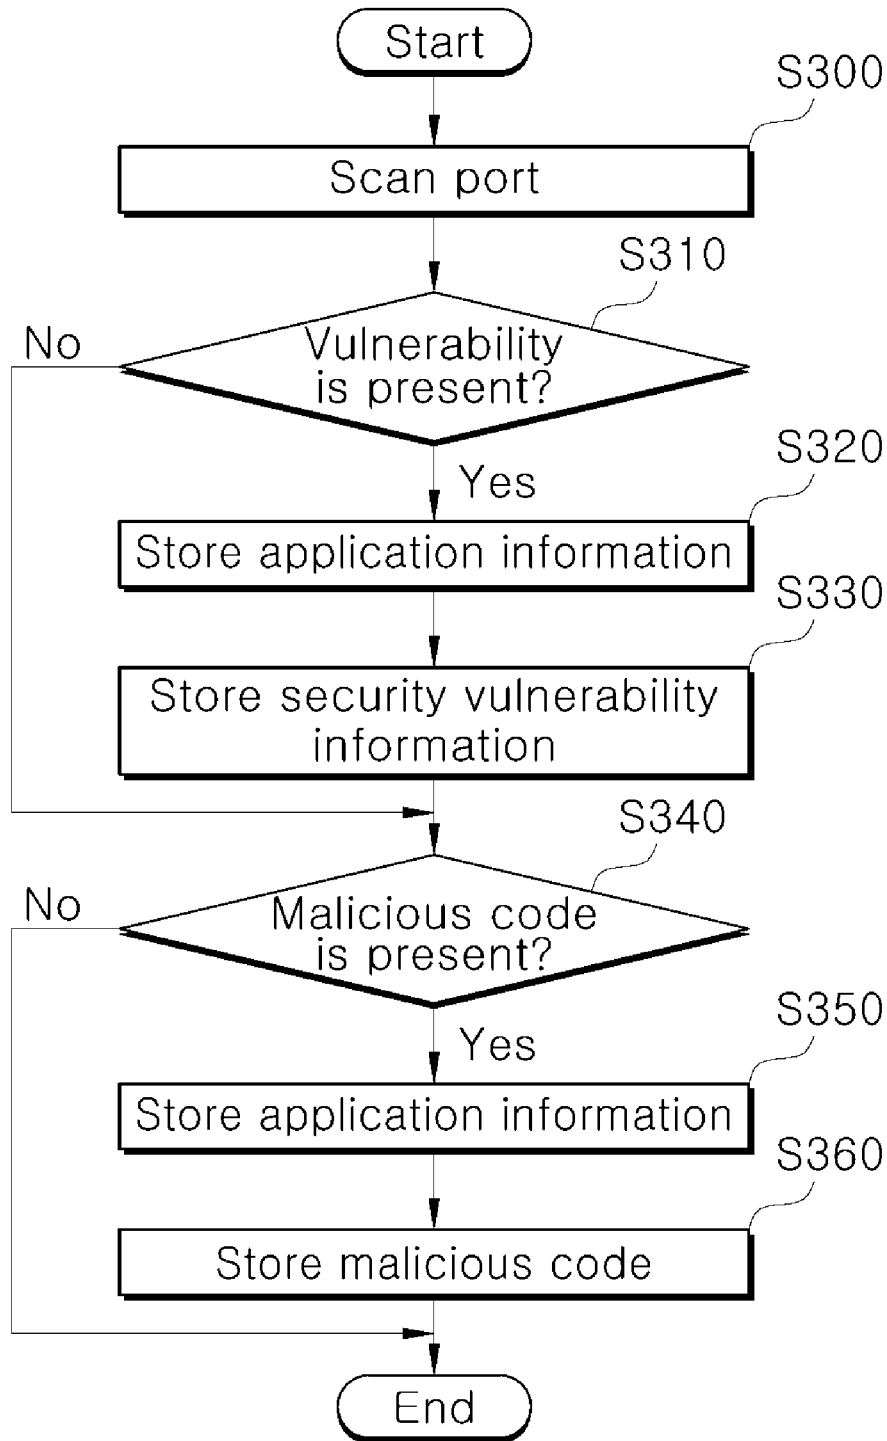 Start
S300
Scan port
S310
No
Vulnerability
is present?
S320
Yes
Store application information
S330
Store security vulnerability
information
S340
No
Malicious code
is present?
S350
Yes
Store application information
S360
Store malicious code
End